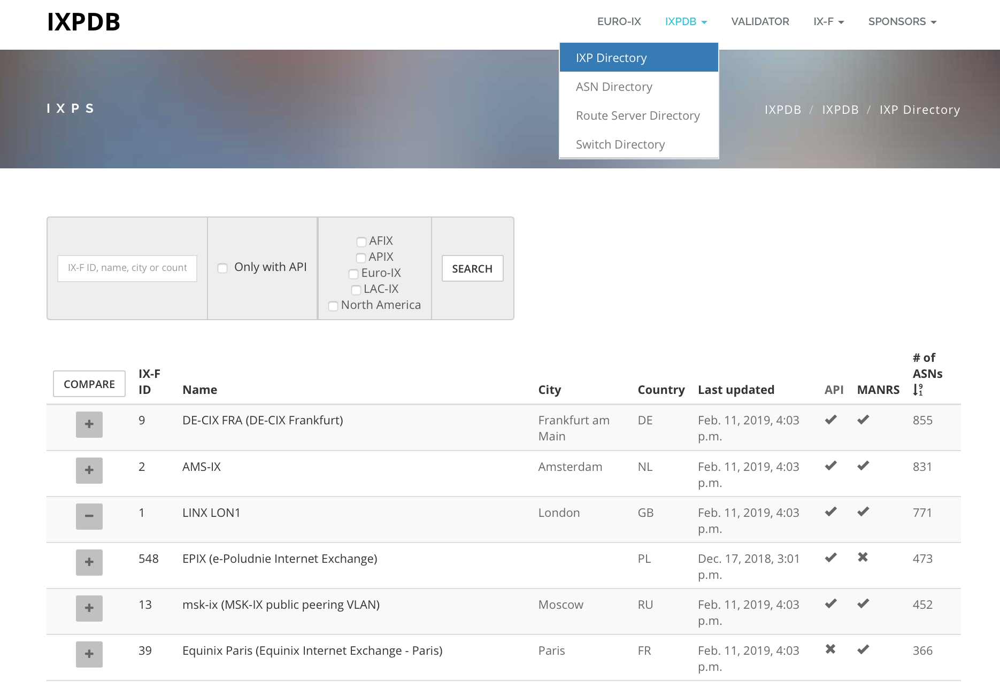 IXPDB
EURO-IX IXPDB VALIDATOR IX-F SPONSORS
IXP Directory
ASN Directory
Route Server Directory
Switch Directory
IXPS
IXPDB / IXPDB / IXP Directory
IX-F ID, name, city or count
Only with API
AFIX
APIX
Euro-IX
LAC-IX
North America
SEARCH
COMPARE
IX-F
ID
Name
City
Country
Last updated
API
MANRS
# of
ASNs
9 DE-CIX FRA (DE-CIX Frankfurt) Frankfurt am DE Feb. 11, 2019, 4:03 855
Main p.m.
2 AMS-IX Amsterdam NL Feb. 11, 2019, 4:03 831
p.m.
1 LINX LON1 London GB Feb. 11, 2019, 4:03 771
p.m.
548 EPIX (e-Poludnie Internet Exchange) PL Dec. 17, 2018, 3:01 473
p.m.
13 msk-ix (MSK-IX public peering VLAN) Moscow RU Feb. 11, 2019, 4:03 452
p.m.
39 Equinix Paris (Equinix Internet Exchange - Paris) Paris FR Feb. 11, 2019, 4:03 366
p.m.